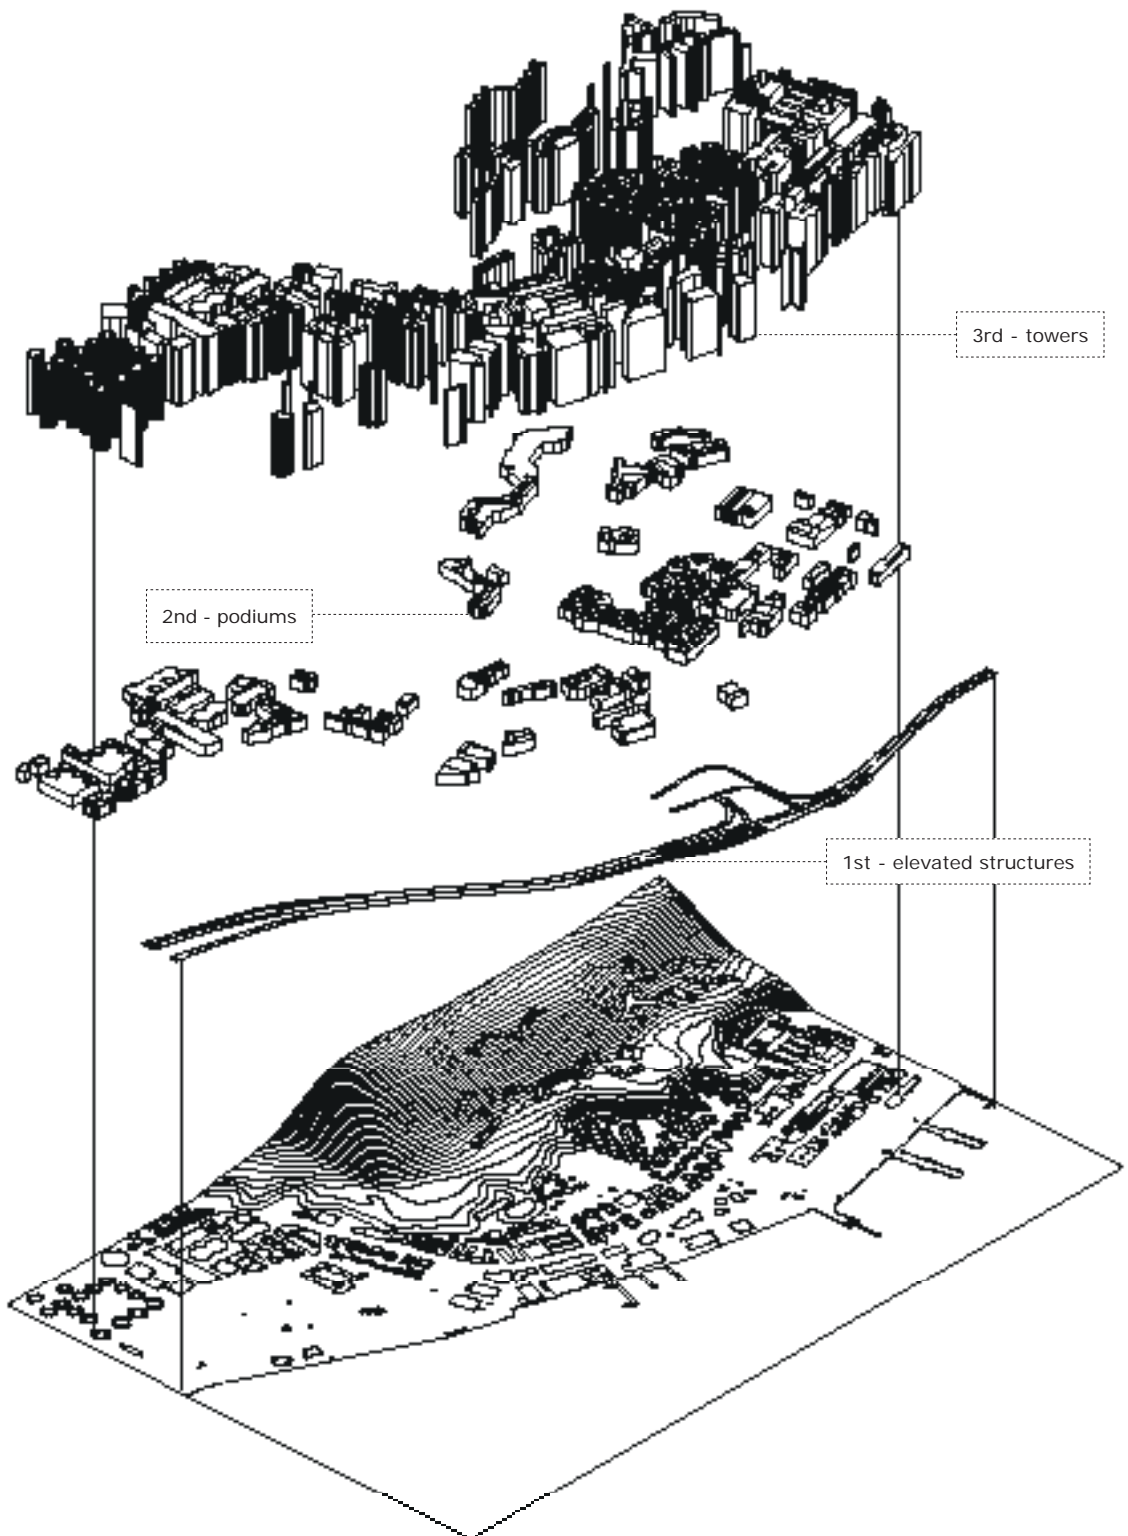 3rd - towers
2nd - podiums
1st - elevated structures